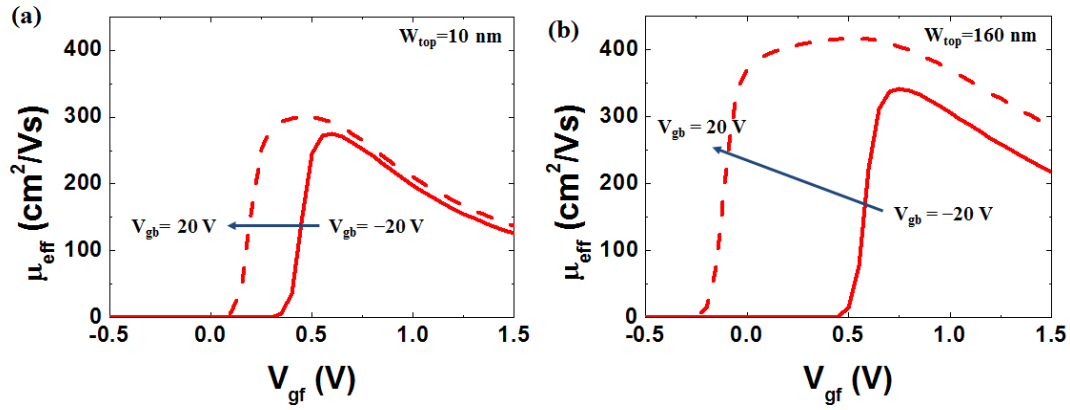 (a)
W_top=10 nm
400
300
200
100
0
μ_eff (cm²/Vs)
V_gb= 20 V
V_gb= −20 V
-0.5
0.0
0.5
1.0
1.5
V_gf (V)
(b)
W_top=160 nm
400
300
200
100
0
μ_eff (cm²/Vs)
V_gb = 20 V
V_gb = −20 V
-0.5
0.0
0.5
1.0
1.5
V_gf (V)